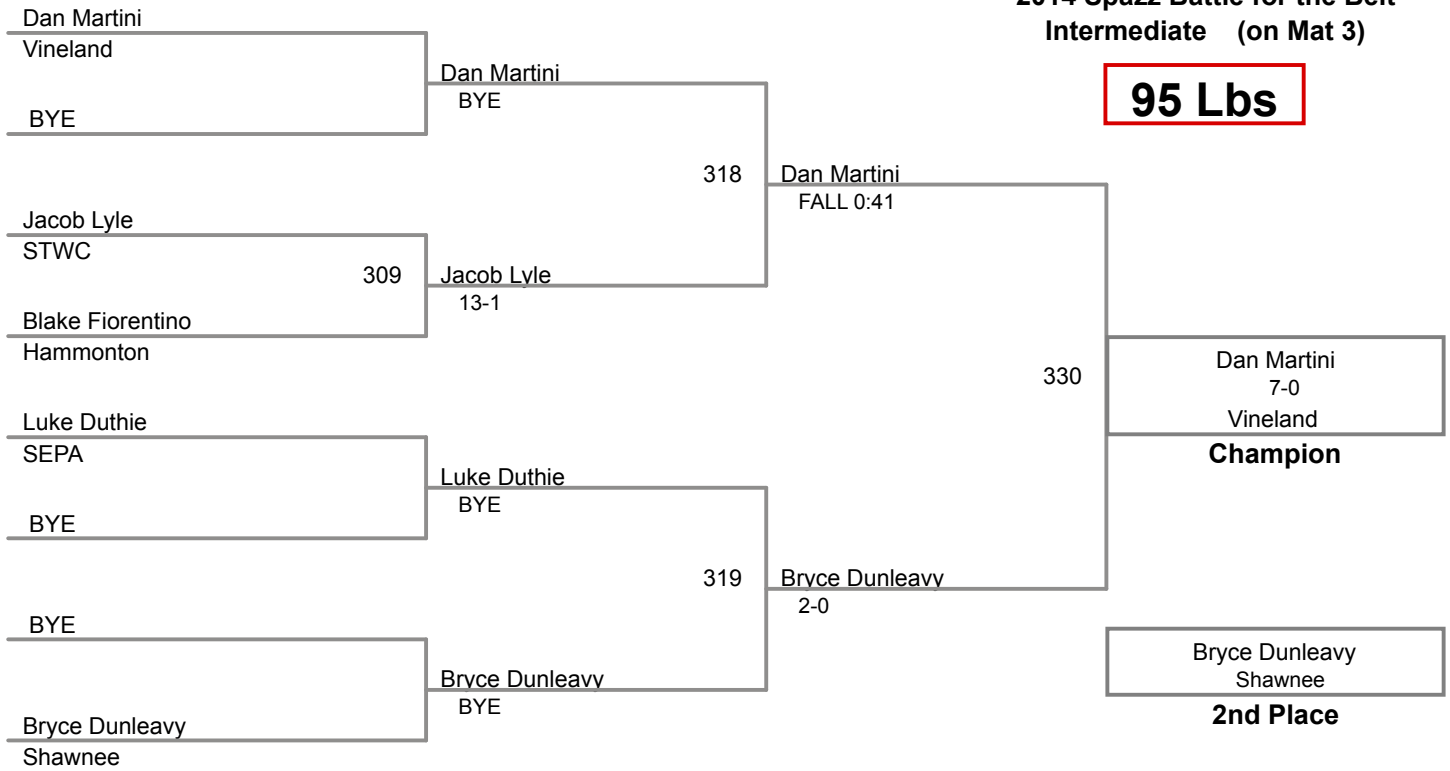 2014 Spazz Battle for the Belt
Intermediate (on Mat 3)
95 Lbs
Dan Martini
Vineland
BYE
Jacob Lyle
STWC
309
Blake Fiorentino
Hammonton
Luke Duthie
SEPA
BYE
BYE
Bryce Dunleavy
Shawnee
Dan Martini
BYE
318
Jacob Lyle
13-1
Luke Duthie
BYE
319
Bryce Dunleavy
BYE
Dan Martini
FALL 0:41
330
Bryce Dunleavy
2-0
Dan Martini
7-0
Vineland
Champion
Bryce Dunleavy
Shawnee
2nd Place